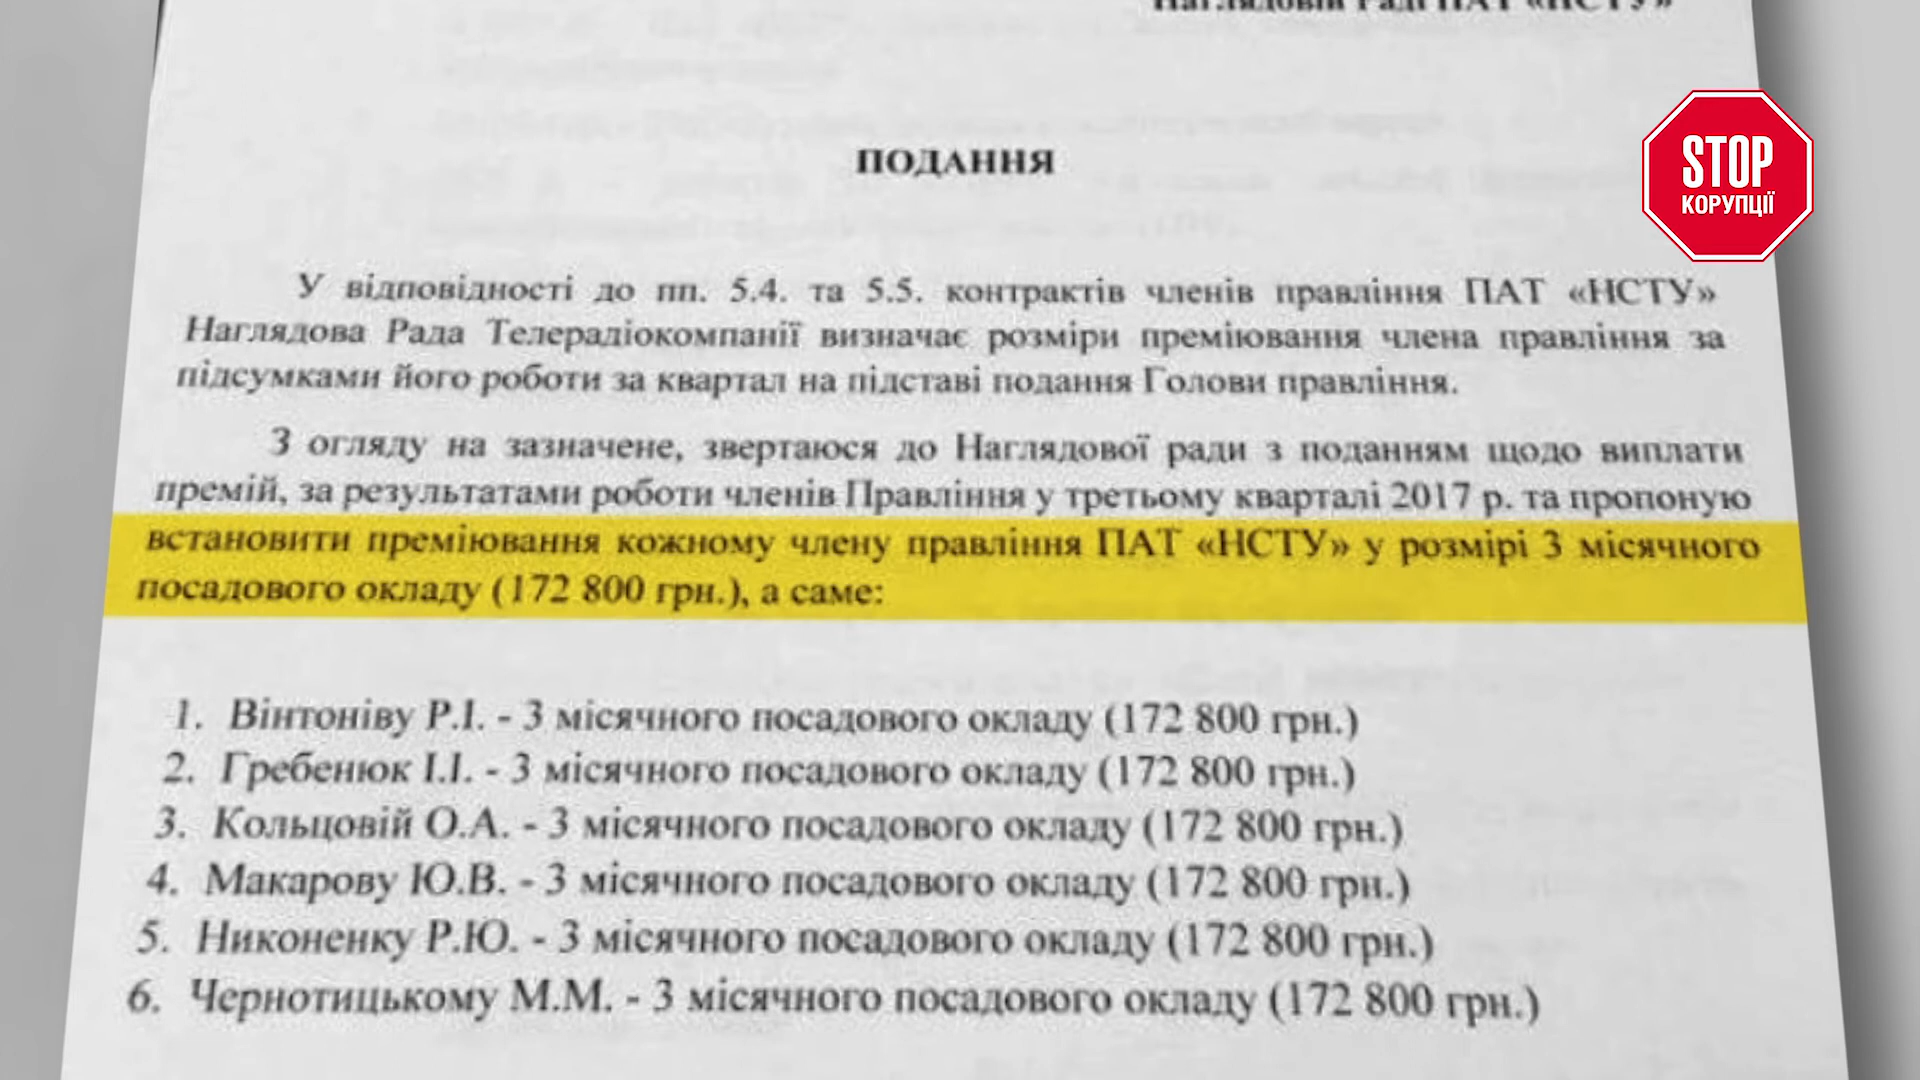 Наглядовій Раді ПАТ «НСТУ»
STOP
КОРУПЦІЇ
ПОДАННЯ
У відповідності до пп. 5.4. та 5.5. контрактів членів правління ПАТ «НСТУ»
Наглядова Рада Телерадіокомпанії визначає розміри преміювання члена правління за
підсумками його роботи за квартал на підставі подання Голови правління.
З огляду на зазначене, звертаюся до Наглядової ради з поданням щодо виплати
премій, за результатами роботи членів Правління у третьому кварталі 2017 р. та пропоную
встановити преміювання кожному члену правління ПАТ «НСТУ» у розмірі 3 місячного
посадового окладу (172 800 грн.), а саме:
1. Вінтоніву Р.І. - 3 місячного посадового окладу (172 800 грн.)
2. Гребенюк І.І. - 3 місячного посадового окладу (172 800 грн.)
3. Кольцовій О.А. - 3 місячного посадового окладу (172 800 грн.)
4. Макарову Ю.В. - 3 місячного посадового окладу (172 800 грн.)
5. Никоненку Р.Ю. - 3 місячного посадового окладу (172 800 грн.)
6. Чернотицькому М.М. - 3 місячного посадового окладу (172 800 грн.)